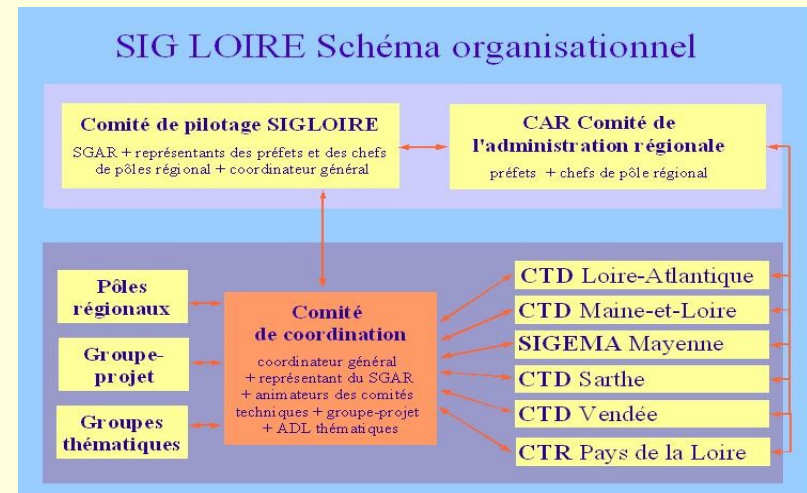 SIG LOIRE Schéma organisationnel
Comité de pilotage SIGLOIRE
SGAR + représentants des préfets et des chefs
de pôles régional + coordinateur général
CAR Comité de
l'administration régionale
préfets + chefs de pôle régional
Pôles
régionaux
Groupe-
projet
Groupes
thématiques
Comité
de coordination
coordinateur général
+ représentant du SGAR
+ animateurs des comités
techniques + groupe-projet
+ ADL thématiques
CTD Loire-Atlantique
CTD Maine-et-Loire
SIGEMA Mayenne
CTD Sarthe
CTD Vendée
CTR Pays de la Loire